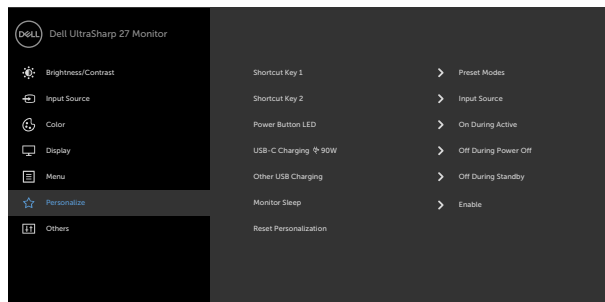 DELL Dell UltraSharp 27 Monitor
Brightness/Contrast
Input Source
Color
Display
Menu
Personalize
Others
Shortcut Key 1 Preset Modes
Shortcut Key 2 Input Source
Power Button LED On During Active
USB-C Charging 90W Off During Power Off
Other USB Charging Off During Standby
Monitor Sleep Enable
Reset Personalization